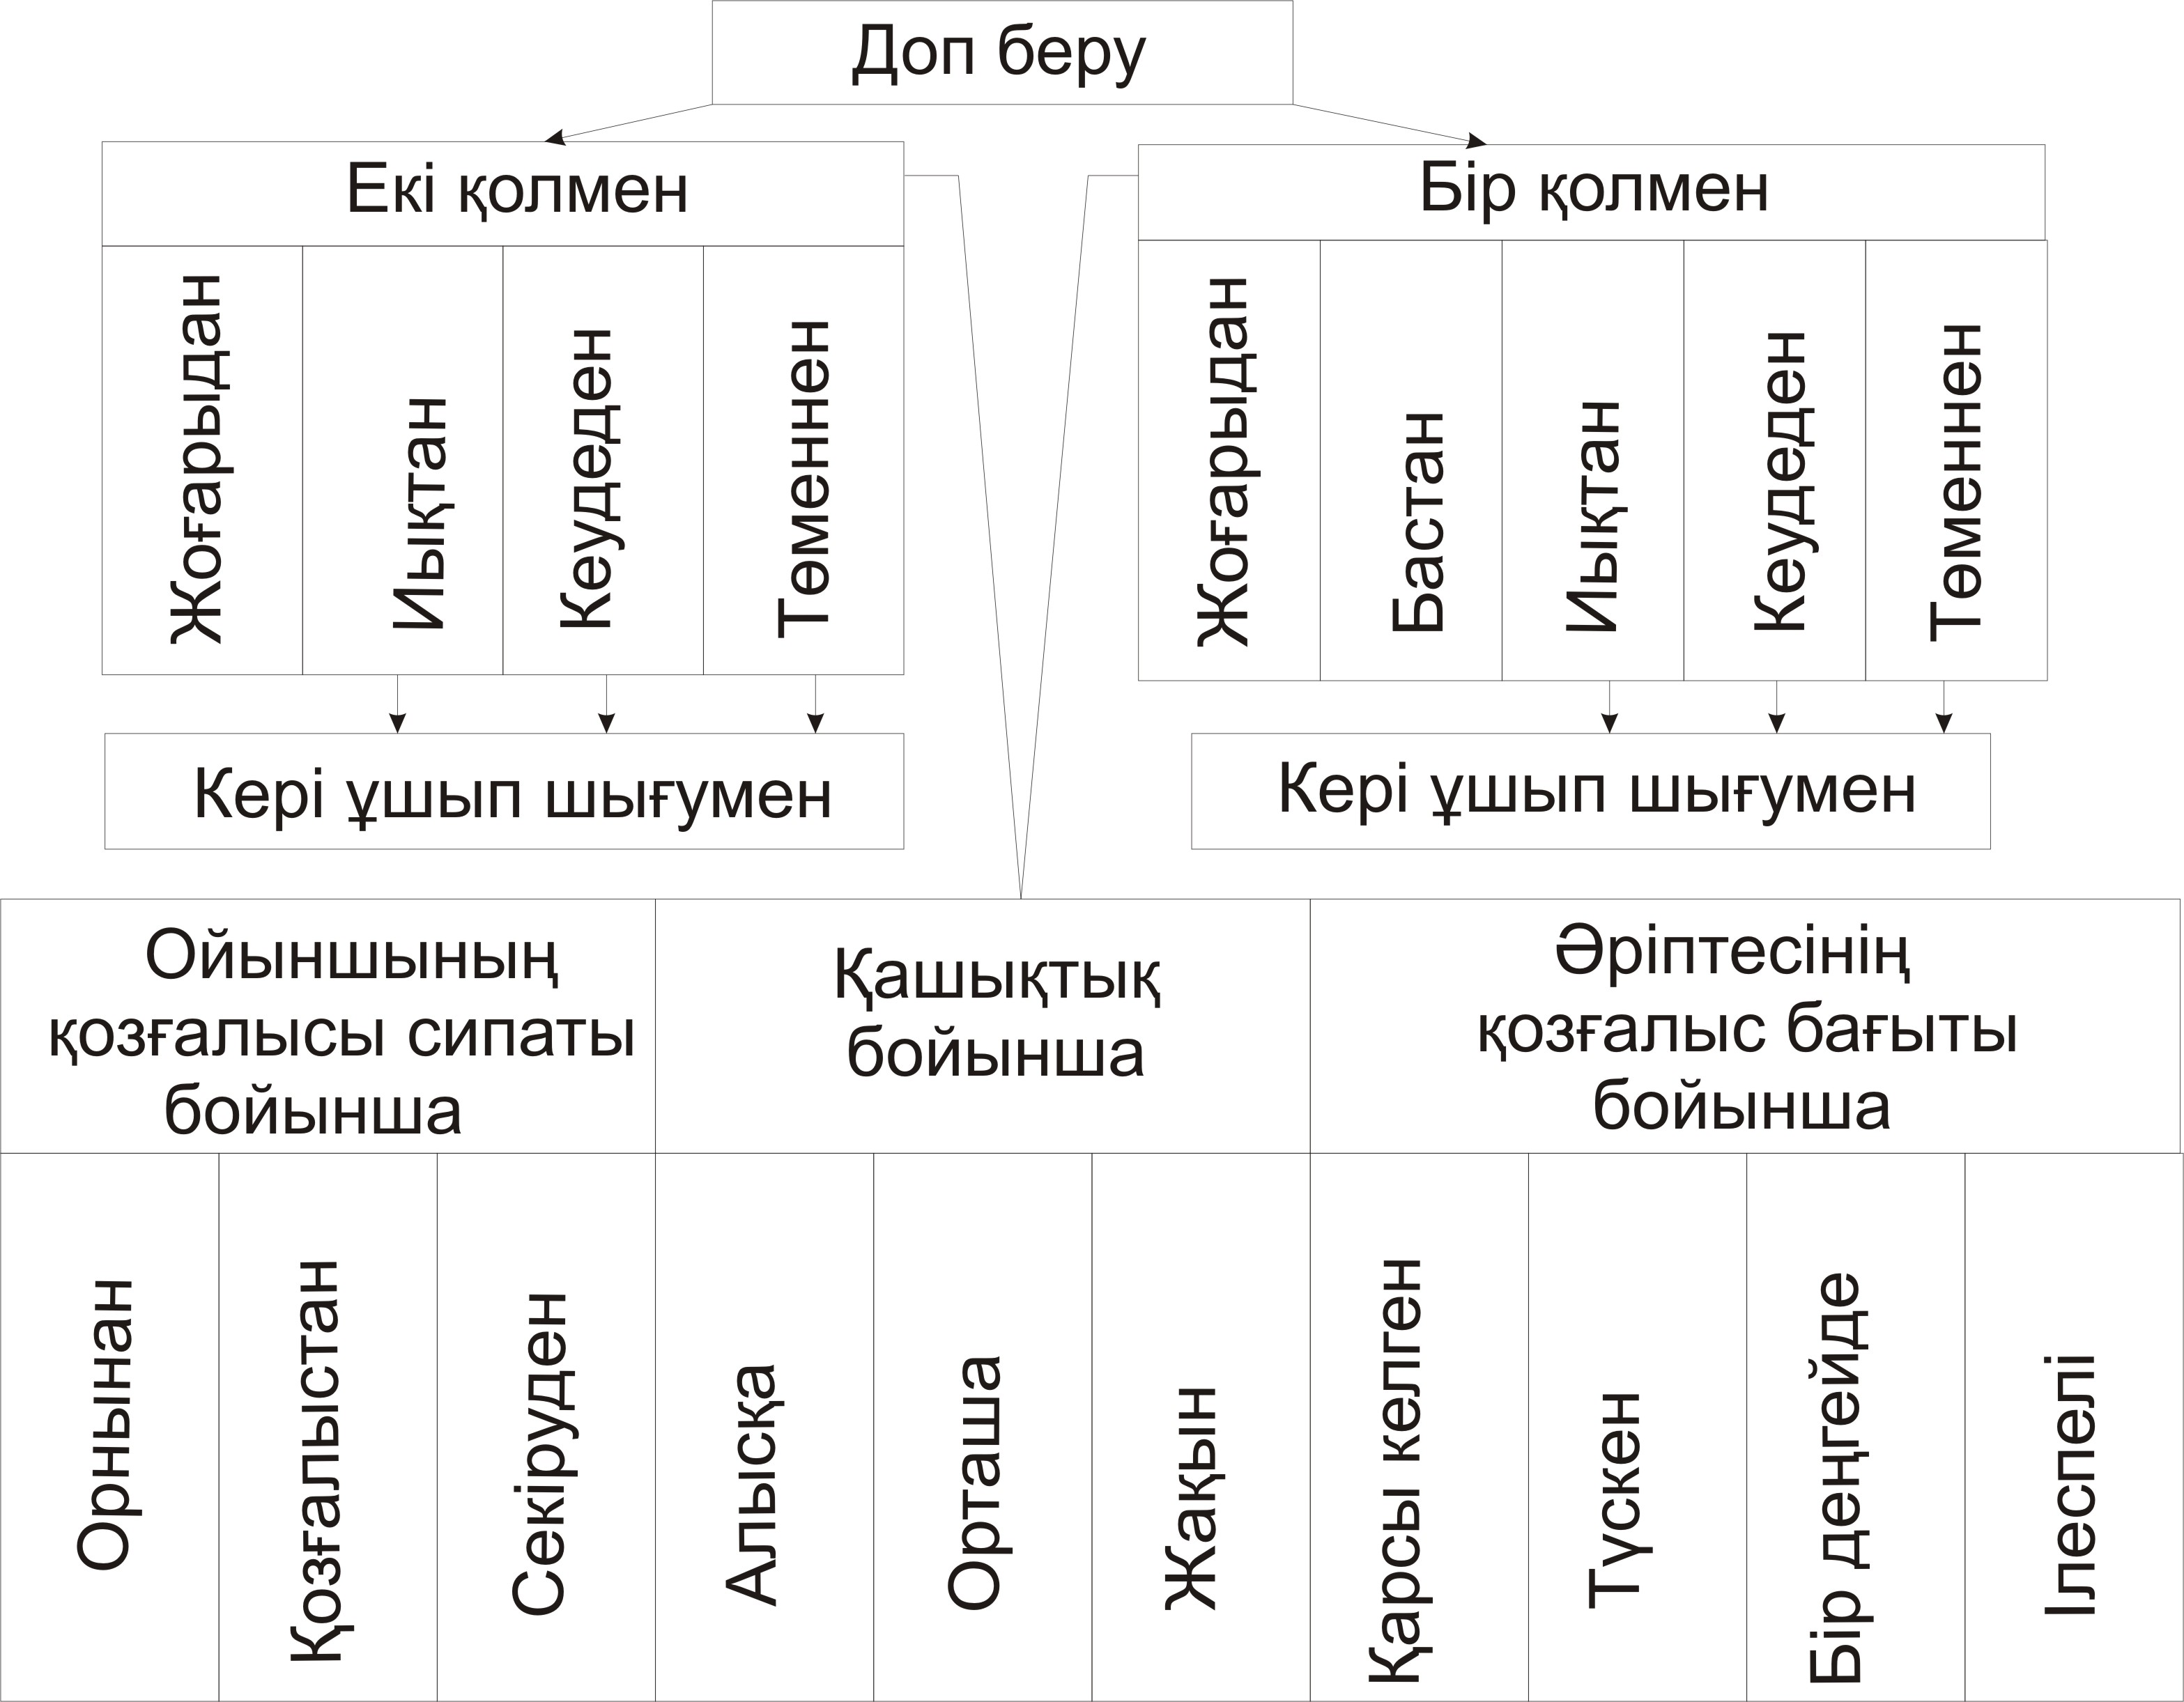 Доп беру
Екі қолмен
Бір қолмен
Жоғарыдан
Иықтан
Кеудеден
Төменнен
Жоғарыдан
Бастан
Иықтан
Кеудеден
Төменнен
Кері ұшып шығумен
Кері ұшып шығумен
Ойыншының
қозғалысы сипаты
бойынша
Қашықтық
бойынша
Әріптесінің
қозғалыс бағыты
бойынша
Орнынан
Қозғалыстан
Секіруден
Алысқа
Орташа
Жақын
Қарсы келген
Түскен
Бір деңгейде
Ілеспелі